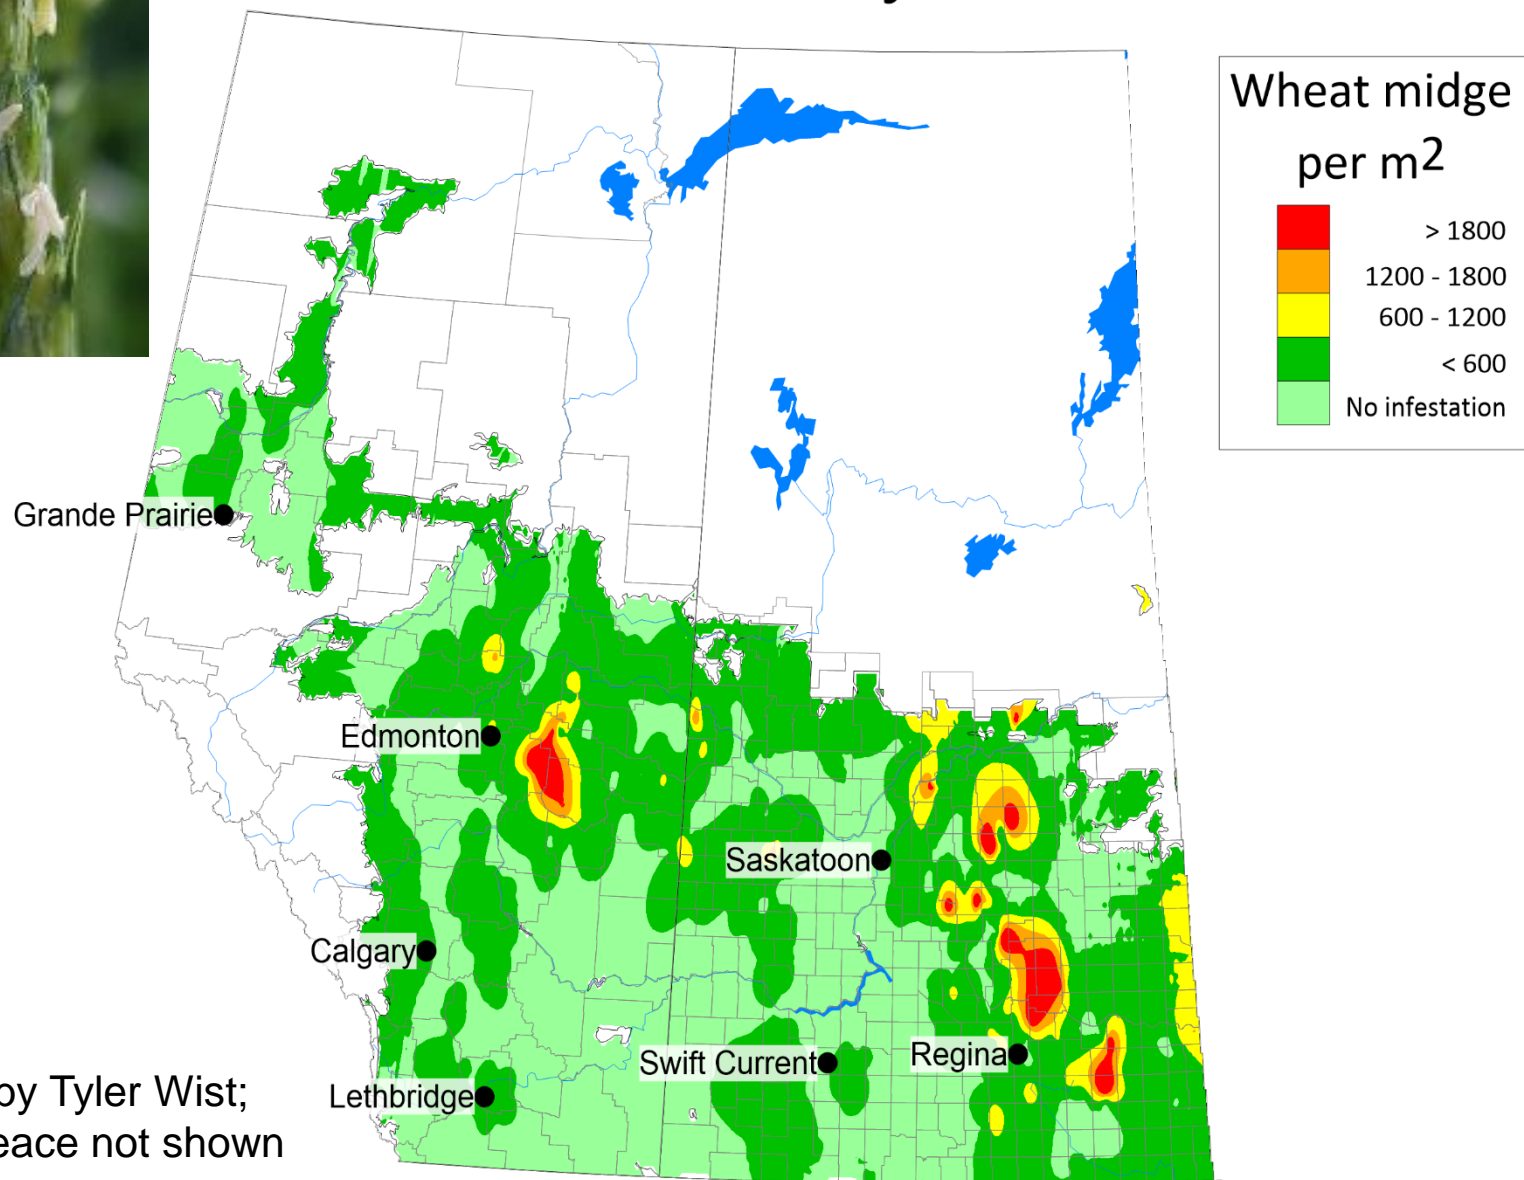 Wheat midge
per m2
> 1800
1200 - 1800
600 - 1200
< 600
No infestation
Grande Prairie
Edmonton
Saskatoon
Calgary
Swift Current
Regina
Lethbridge
by Tyler Wist;
not shown